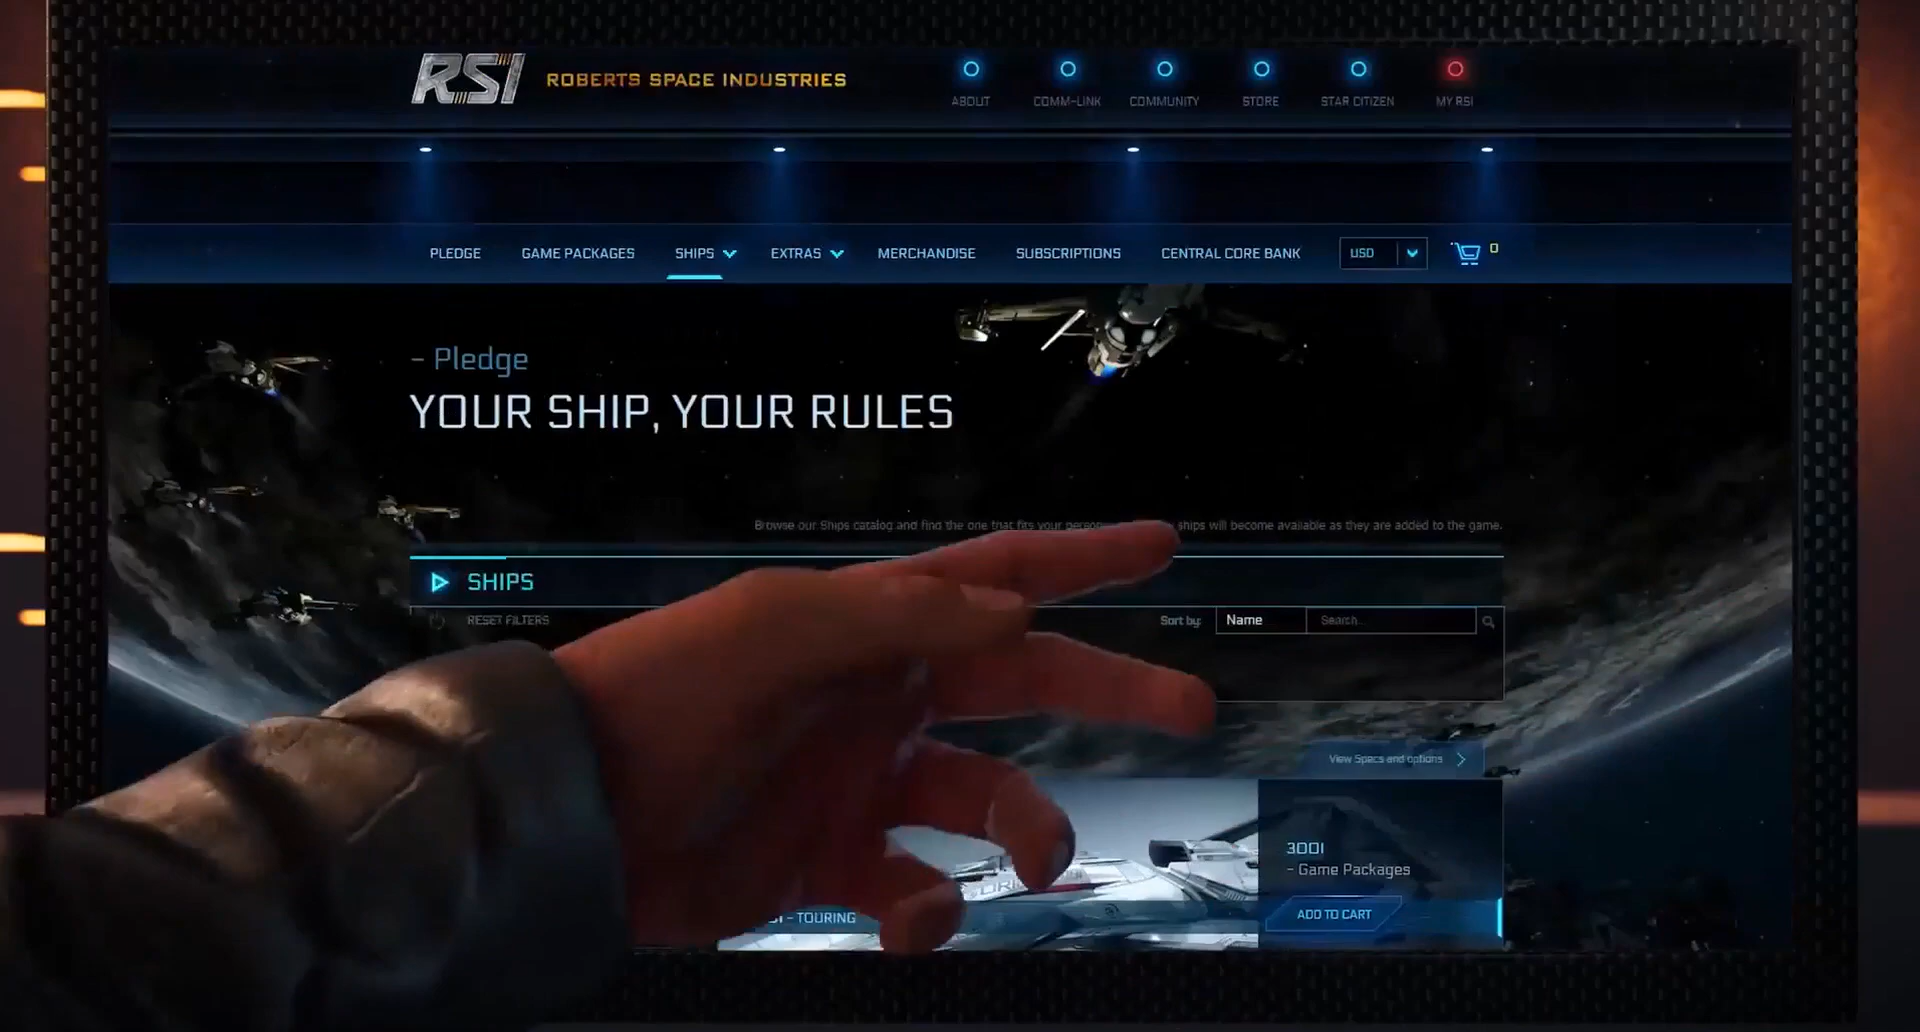 RSI ROBERTS SPACE INDUSTRIES
ABOUT COMM-LINK COMMUNITY STORE STAR CITIZEN MY RSI
PLEDGE GAME PACKAGES SHIPS EXTRAS MERCHANDISE SUBSCRIPTIONS CENTRAL CORE BANK USD 0
– Pledge
YOUR SHIP, YOUR RULES
Browse our Ships catalog and find the one that fits your ships will become available as they are added to the game.
SHIPS
RESET FILTERS Sort by: Name Search...
View Specs and options
300I
– Game Packages
– TOURING ADD TO CART